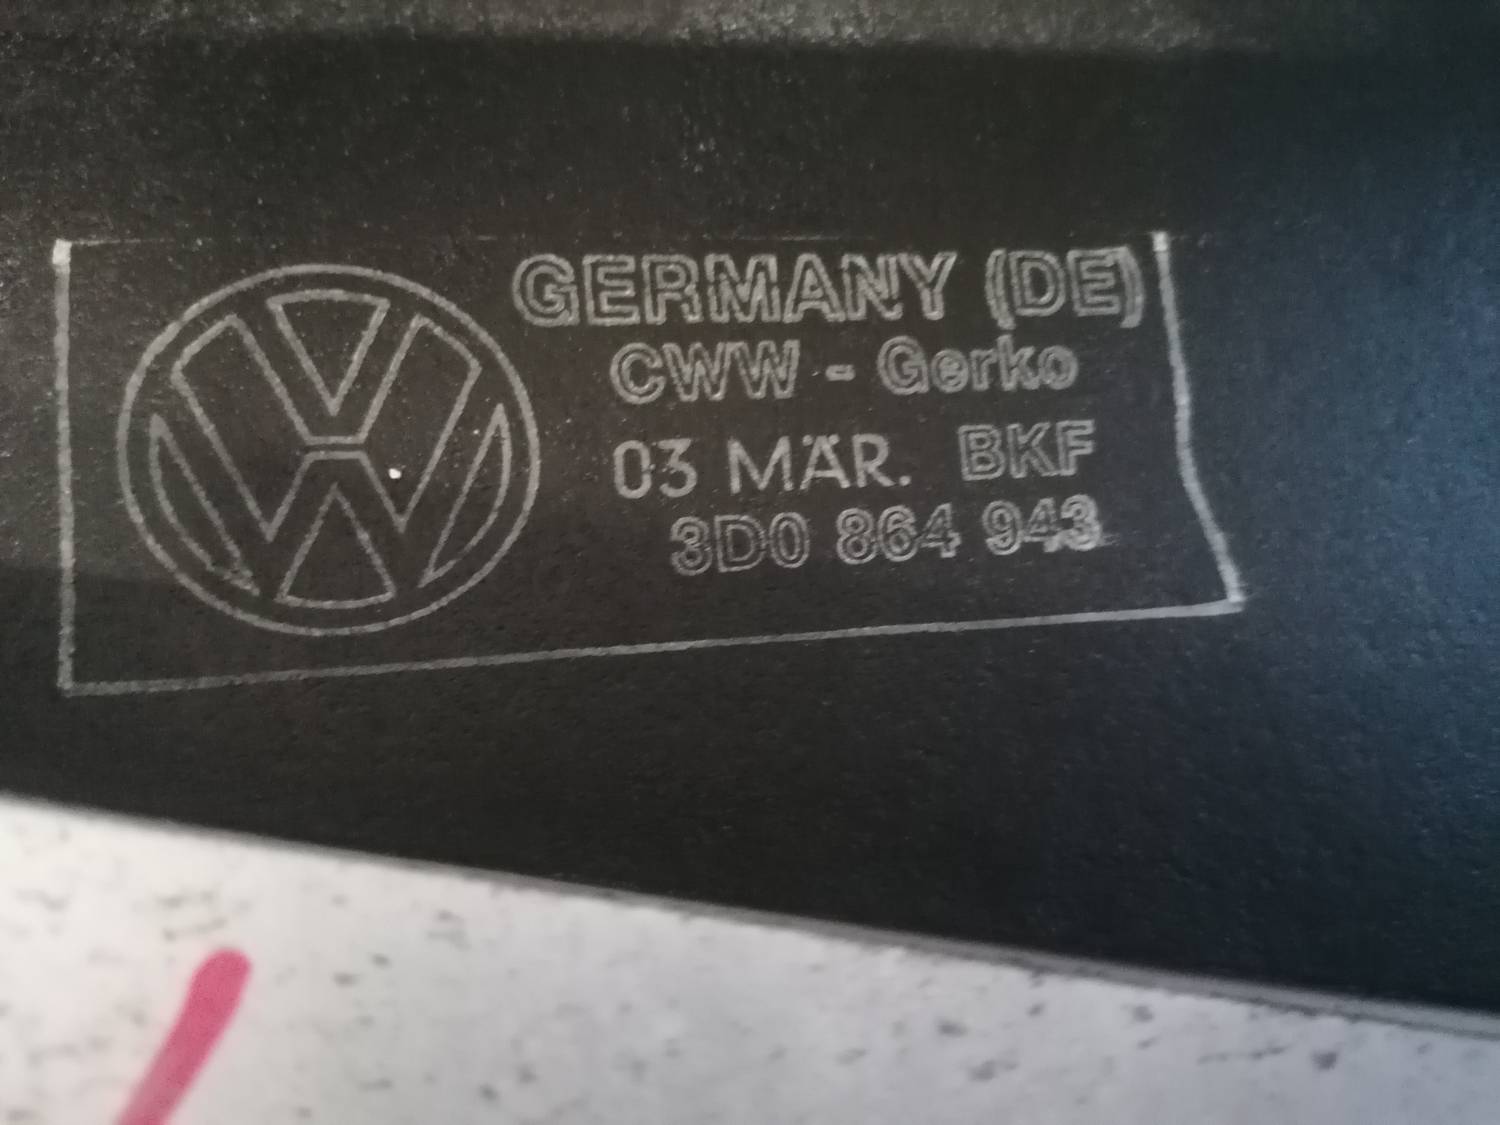 GERMANY (DE)
CWW - Gerko
03 MÄR. BKF
3D0 864 943